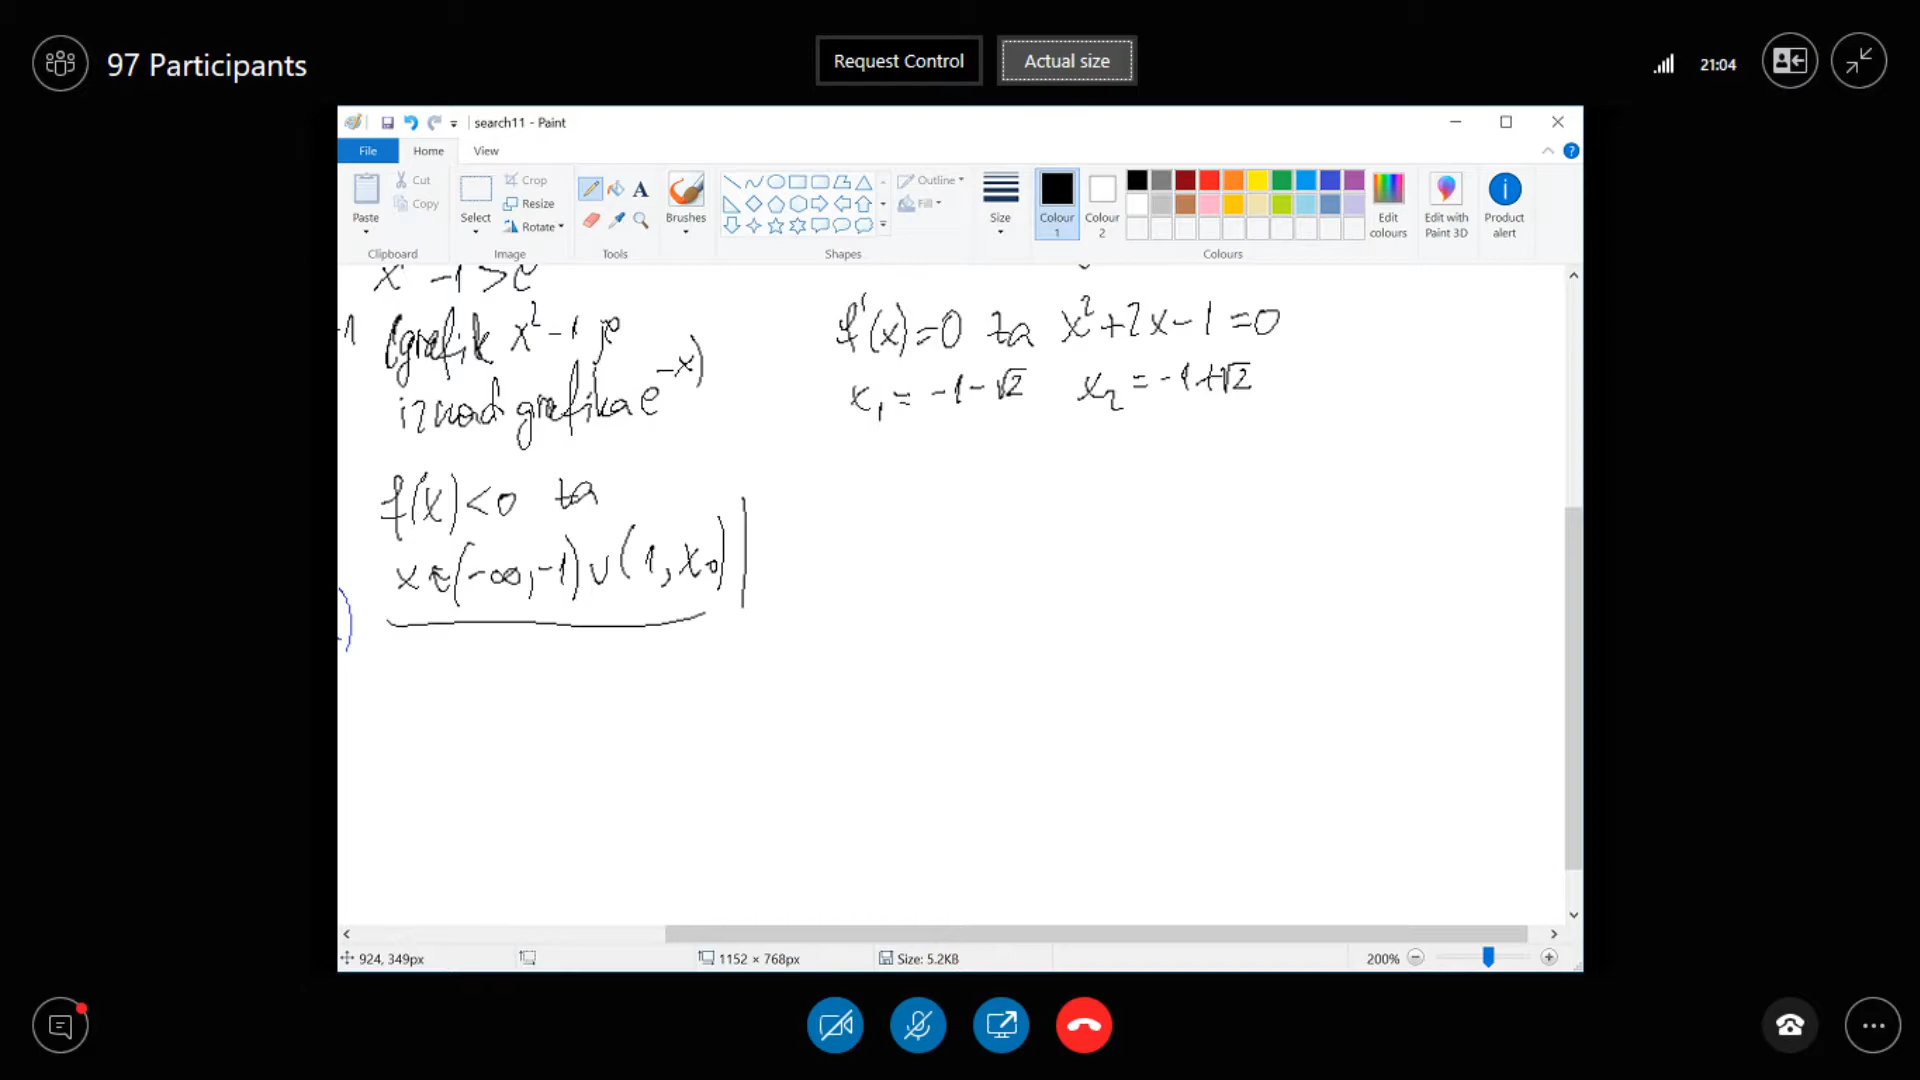 97 Participants
Request Control
Actual size
21:04
search11 - Paint
File
Home
View
Paste
Cut
Copy
Clipboard
Select
Crop
Resize
Rotate
Image
A
Tools
Brushes
Outline
Fill
Shapes
Size
Colour 1
Colour 2
Edit colours
Edit with Paint 3D
Product alert
Colours
-1 (grafik x²-1 je
iznad grafika e^{-x})
f(x)<0 za
x∈(-∞,-1)∪(1,x₀)
f'(x)=0 za x²+2x-1=0
x₁=-1-√2 x₂=-1+√2
924, 349px
1152 × 768px
Size: 5.2KB
200%